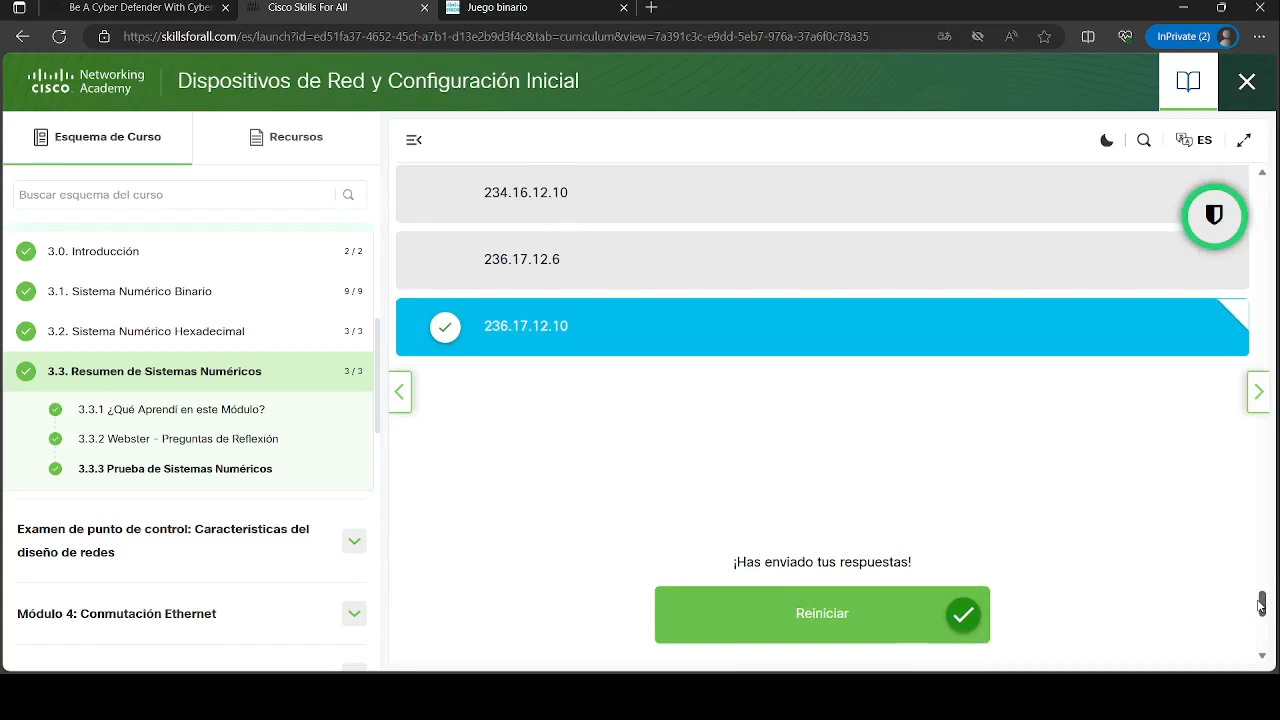 Be A Cyber Defender With Cyber
Cisco Skills For All
Juego binario
https://skillsforall.com/es/launch?id=ed51fa37-4652-45cf-a7b1-d13e2b9d3f4c&tab=curriculum&view=7a391c3c-e9dd-5eb7-976a-37a6f0c78a35
InPrivate (2)
Networking
CISCO Academy
Dispositivos de Red y Configuración Inicial
Esquema de Curso
Recursos
ES
Buscar esquema del curso
3.0. Introducción 2 / 2
3.1. Sistema Numérico Binario 9 / 9
3.2. Sistema Numérico Hexadecimal 3 / 3
3.3. Resumen de Sistemas Numéricos 3 / 3
3.3.1 ¿Qué Aprendí en este Módulo?
3.3.2 Webster - Preguntas de Reflexión
3.3.3 Prueba de Sistemas Numéricos
Examen de punto de control: Caracteristicas del
diseño de redes
Módulo 4: Conmutación Ethernet
234.16.12.10
236.17.12.6
236.17.12.10
¡Has enviado tus respuestas!
Reiniciar